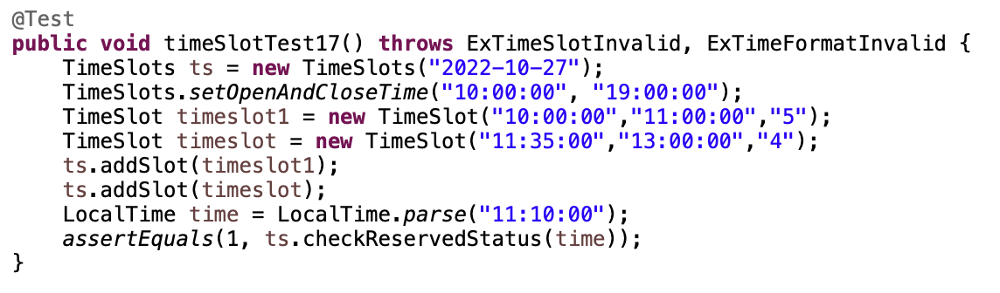 @Test
public void timeSlotTest17() throws ExTimeSlotInvalid, ExTimeFormatInvalid {
    TimeSlots ts = new TimeSlots("2022-10-27");
    TimeSlots.setOpenAndCloseTime("10:00:00", "19:00:00");
    TimeSlot timeslot1 = new TimeSlot("10:00:00","11:00:00","5");
    TimeSlot timeslot = new TimeSlot("11:35:00","13:00:00","4");
    ts.addSlot(timeslot1);
    ts.addSlot(timeslot);
    LocalTime time = LocalTime.parse("11:10:00");
    assertEquals(1, ts.checkReservedStatus(time));
}